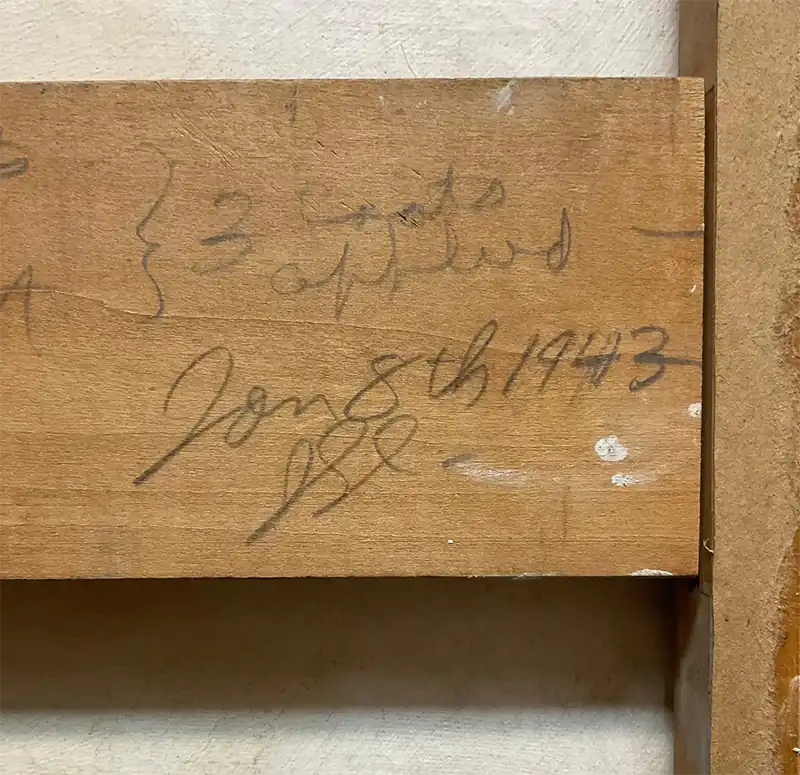 } 3 Coats
applied
A
Jan 8th 1943